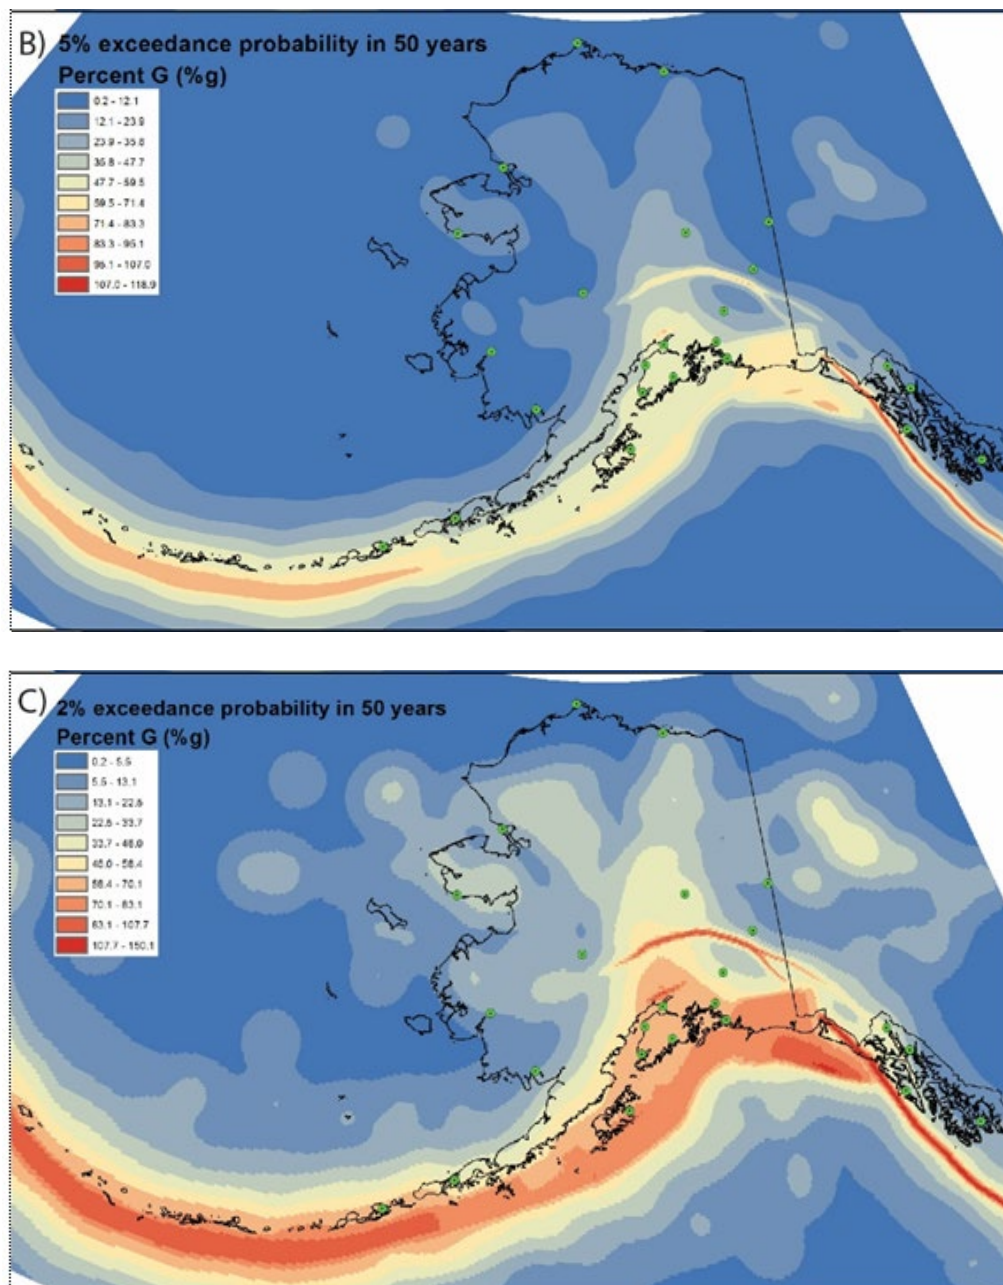 B) 5% exceedance probability in 50 years
Percent G (%g)
0.2 - 12.1
12.1 - 23.9
23.9 - 35.8
35.8 - 47.7
47.7 - 59.5
59.5 - 71.4
71.4 - 83.3
83.3 - 95.1
95.1 - 107.0
107.0 - 118.9
C) 2% exceedance probability in 50 years
Percent G (%g)
0.2 - 5.5
5.5 - 13.1
13.1 - 22.5
22.5 - 33.7
33.7 - 45.0
45.0 - 58.4
58.4 - 70.1
70.1 - 83.1
83.1 - 107.7
107.7 - 150.1